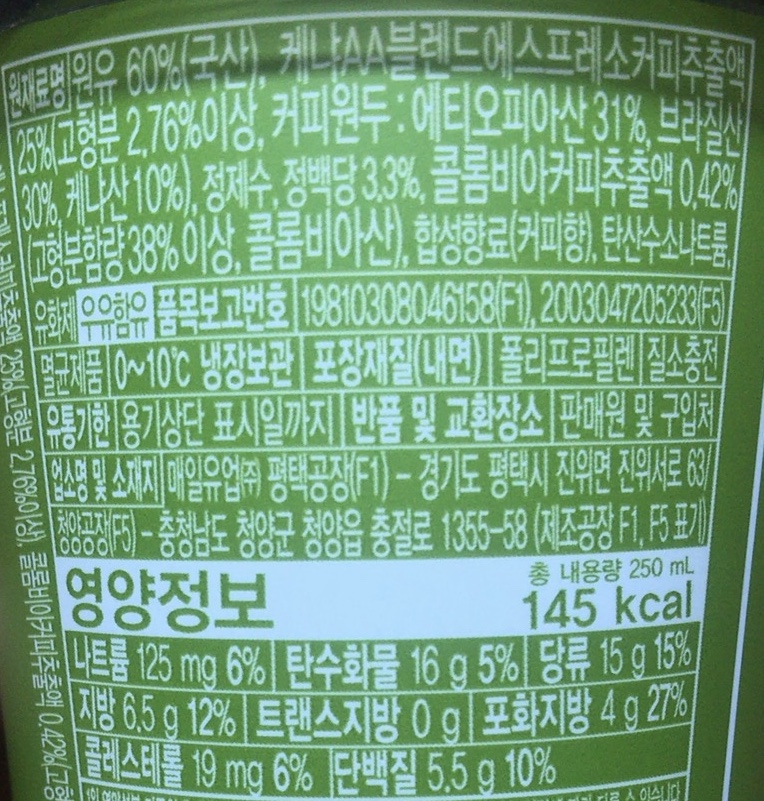 원재료명 원유 60%(국산), 케냐AA블렌드에스프레소커피추출액
25%(고형분 2.76%이상, 커피원두 : 에티오피아산 31%, 브라질산
30%, 케냐산 10%), 정제수, 정백당 3.3%, 콜롬비아커피추출액 0.42%
(고형분함량 38% 이상, 콜롬비아산), 합성향료(커피향), 탄산수소나트륨,
유화제 우유함유 품목보고번호 19810308046158(F1), 2003047205233(F5)
멸균제품 0~10℃ 냉장보관 포장재질(내면) 폴리프로필렌 질소충전
유통기한 용기상단 표시일까지 반품 및 교환장소 판매원 및 구입처
업소명 및 소재지 매일유업㈜ 평택공장(F1) - 경기도 평택시 진위면 진위서로 63/
청양공장(F5) - 충청남도 청양군 청양읍 충절로 1355-58 (제조공장 F1, F5 표기)
영양정보 총 내용량 250 mL
145 kcal
나트륨 125 mg 6% 탄수화물 16 g 5% 당류 15 g 15%
지방 6.5 g 12% 트랜스지방 0 g 포화지방 4 g 27%
콜레스테롤 19 mg 6% 단백질 5.5 g 10%